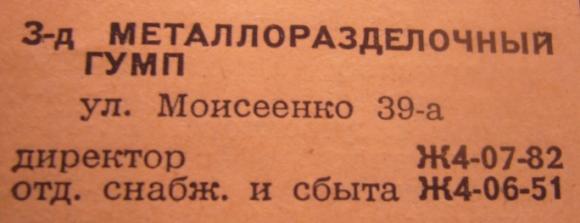 З-д МЕТАЛЛОРАЗДЕЛОЧНЫЙ
ГУМП
ул. Моисеенко 39-а
директор Ж4-07-82
отд. снабж. и сбыта Ж4-06-51